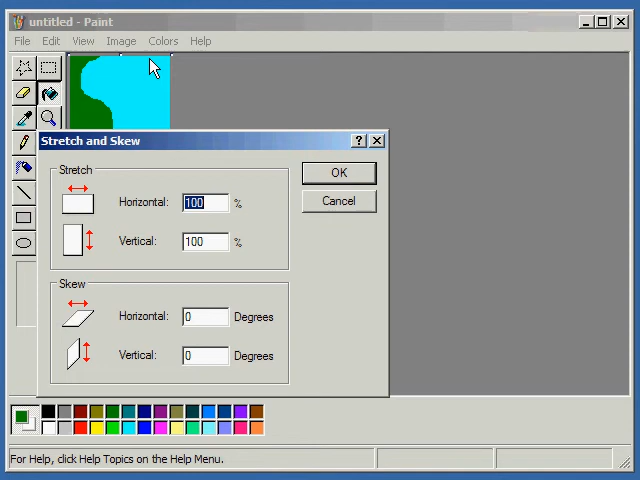 untitled - Paint
File Edit View Image Colors Help
Stretch and Skew
Stretch
Horizontal: 100 %
Vertical: 100 %
OK
Cancel
Skew
Horizontal: 0 Degrees
Vertical: 0 Degrees
For Help, click Help Topics on the Help Menu.